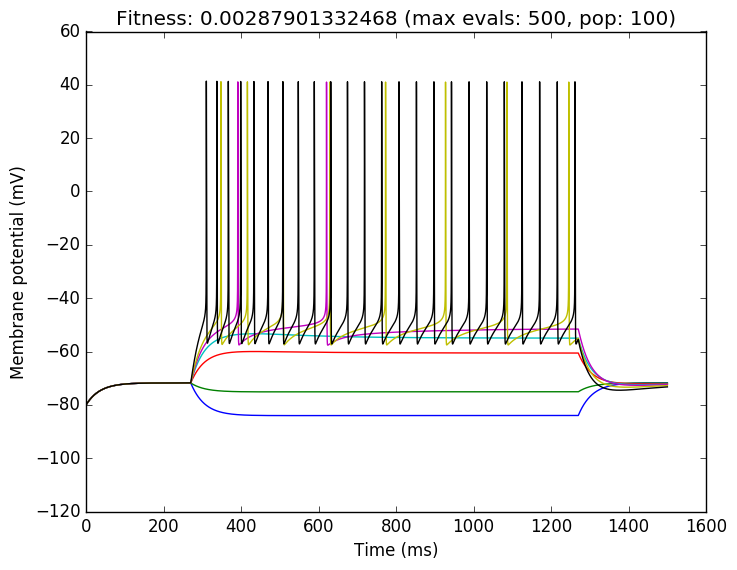 Fitness: 0.00287901332468 (max evals: 500, pop: 100)
60
40
20
0
−20
−40
−60
−80
−100
−120
Membrane potential (mV)
0 200 400 600 800 1000 1200 1400 1600
Time (ms)